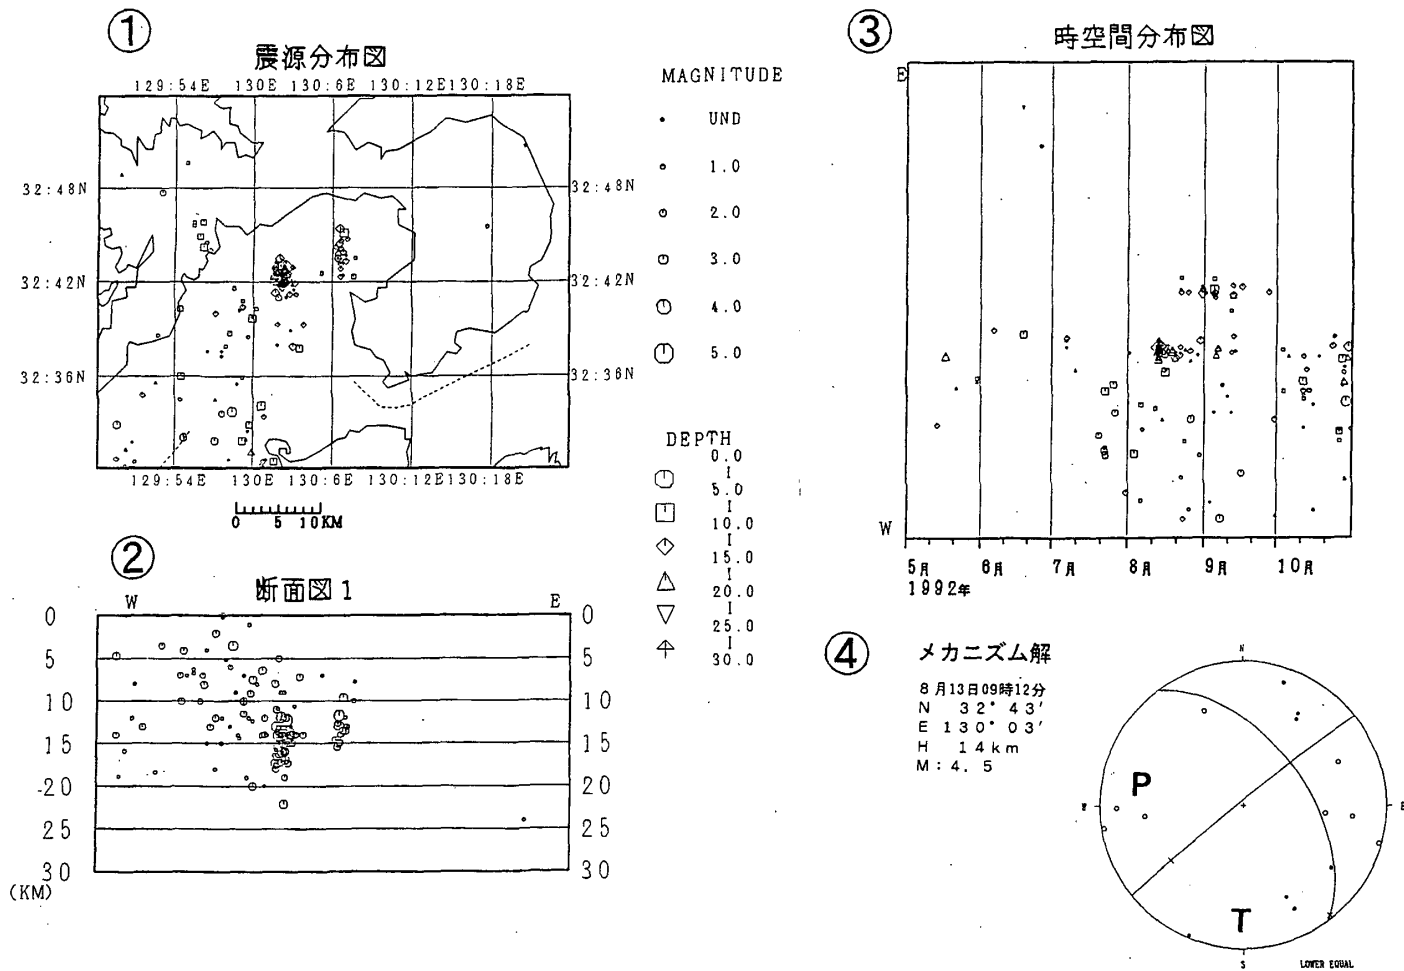 ①
震源分布図
129:54E 130E 130:6E 130:12E 130:18E
32:48N 32:48N
32:42N 32:42N
32:36N 32:36N
129:54E 130E 130:6E 130:12E 130:18E
0 5 10KM
MAGNITUDE
UND
1.0
2.0
3.0
4.0
5.0
DEPTH
0.0
I
5.0
I
10.0
I
15.0
I
20.0
I
25.0
I
30.0
②
断面図1
W E
0 0
5 5
10 10
15 15
20 20
25 25
30 30
(KM)
③
時空間分布図
E
W
5月 6月 7月 8月 9月 10月
1992年
④
メカニズム解
8月13日09時12分
N 32°43′
E 130°03′
H 14km
M:4.5
N
P
W E
T
S
LOWER EQUAL